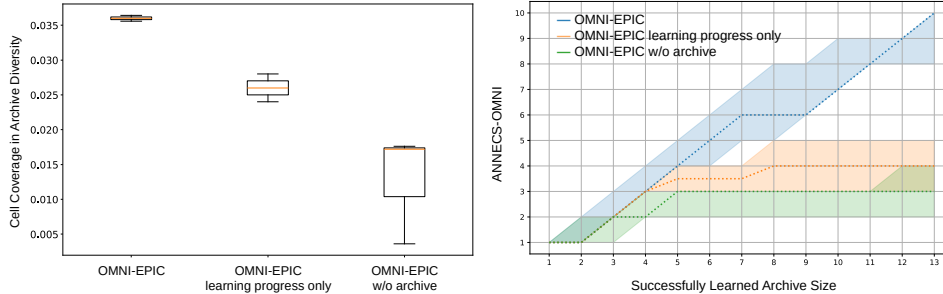 Cell Coverage in Archive Diversity
0.035
0.030
0.025
0.020
0.015
0.010
0.005
OMNI-EPIC
OMNI-EPIC
learning progress only
OMNI-EPIC
w/o archive
ANNECS-OMNI
10
9
8
7
6
5
4
3
2
1
OMNI-EPIC
OMNI-EPIC learning progress only
OMNI-EPIC w/o archive
1 2 3 4 5 6 7 8 9 10 11 12 13
Successfully Learned Archive Size